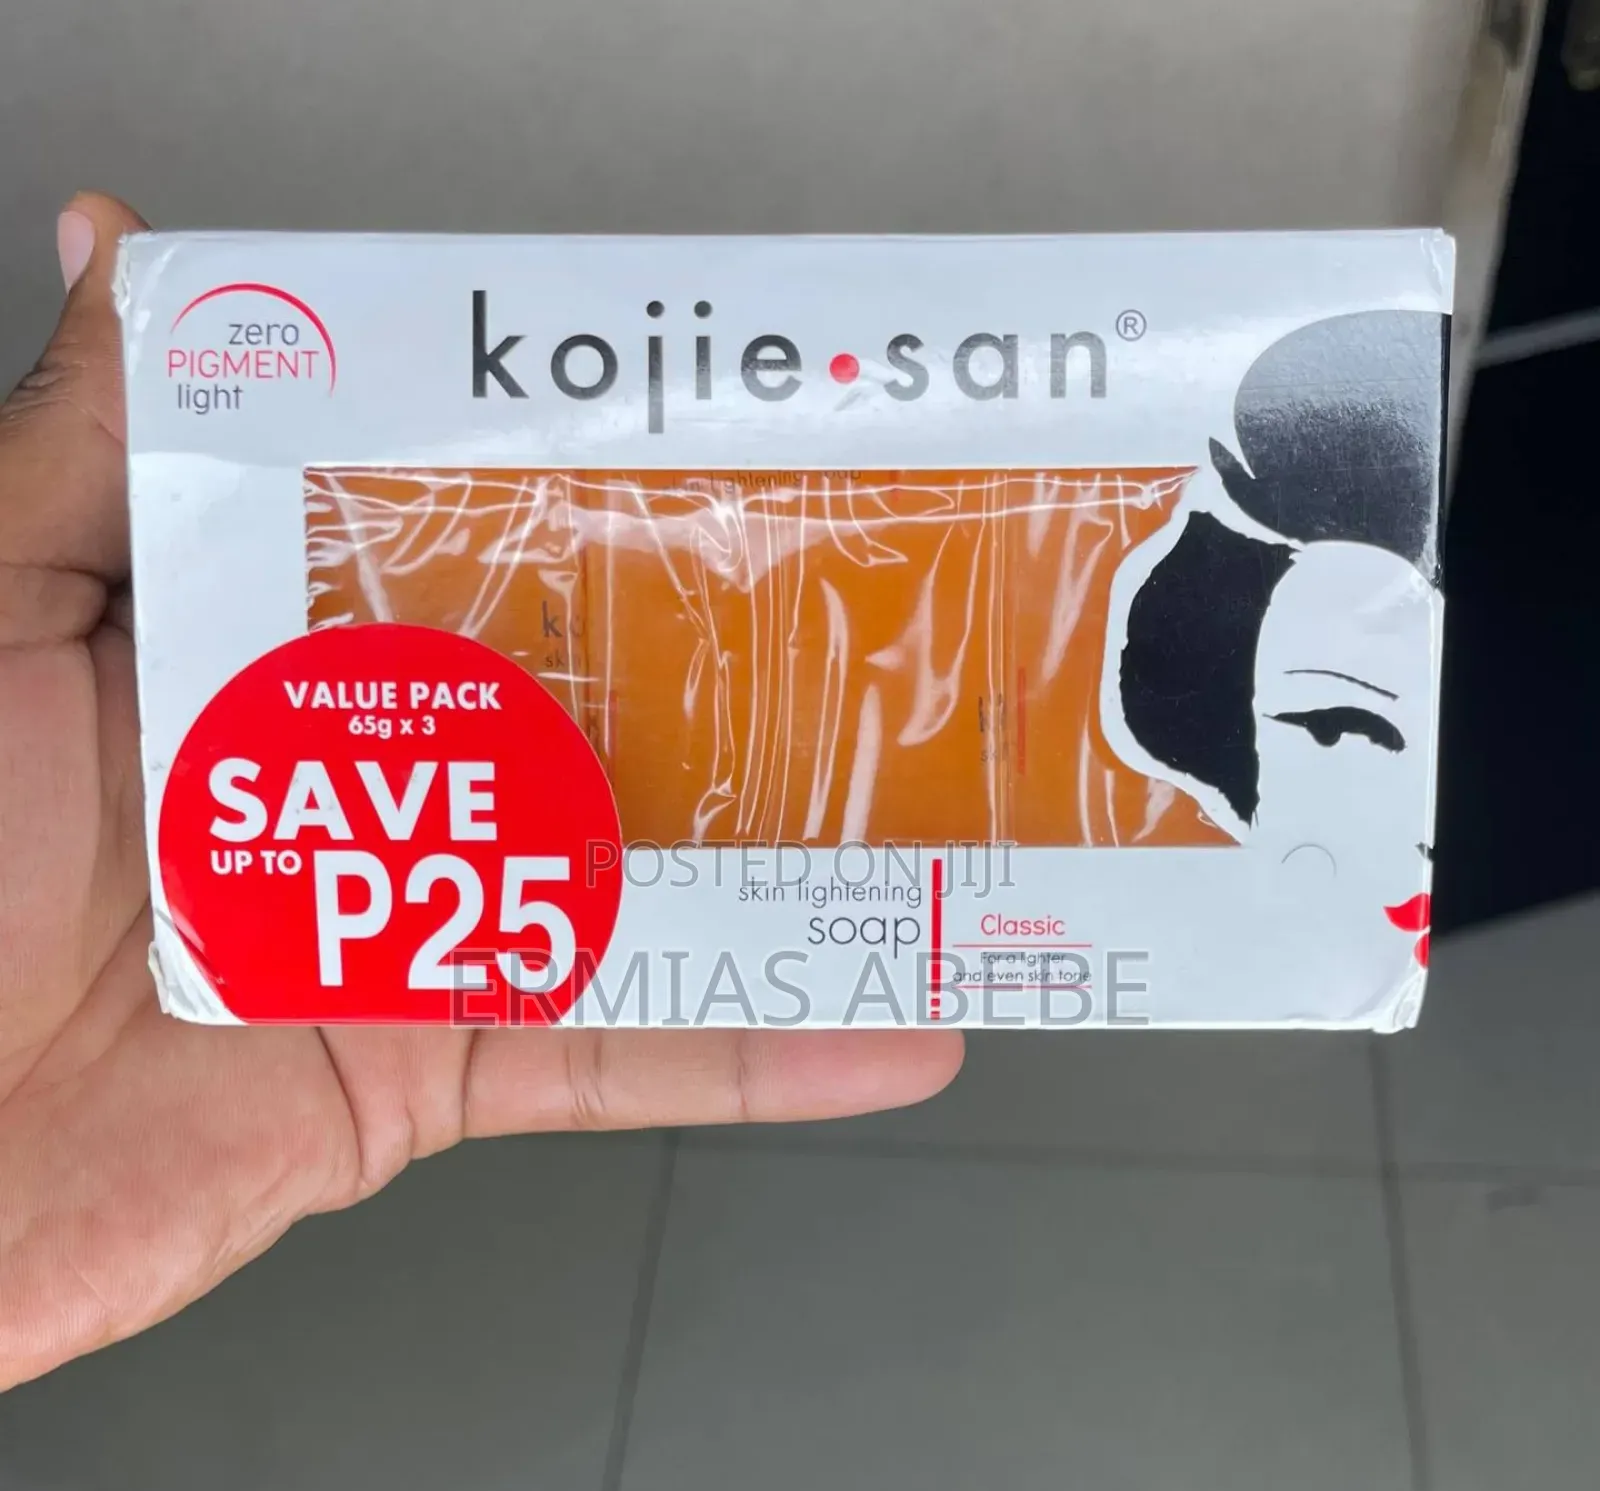 zero
PIGMENT
light
kojie.san®
skin lightening soap
VALUE PACK
65g x 3
SAVE
UP TO P25
skin lightening
soap
Classic
For a lighter
and even skin tone
POSTED ON JIJI
ERMIAS ABEBE